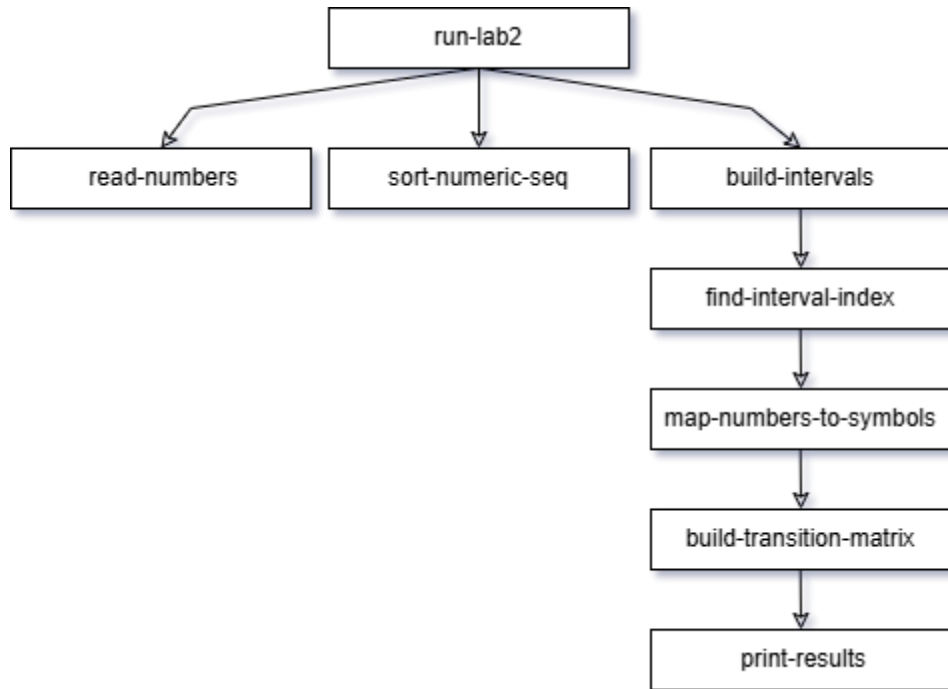 run-lab2
read-numbers
sort-numeric-seq
build-intervals
find-interval-index
map-numbers-to-symbols
build-transition-matrix
print-results